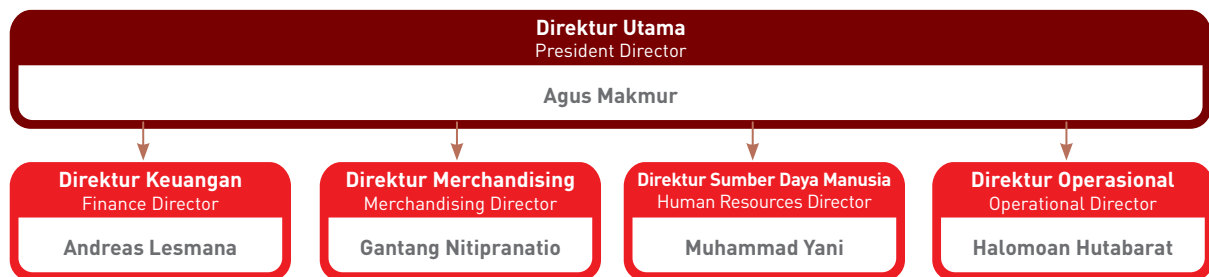 Direktur Utama
President Director
Agus Makmur
Direktur Keuangan
Finance Director
Andreas Lesmana
Direktur Merchandising
Merchandising Director
Gantang Nitipranatio
Direktur Sumber Daya Manusia
Human Resources Director
Muhammad Yani
Direktur Operasional
Operational Director
Halomoan Hutabarat